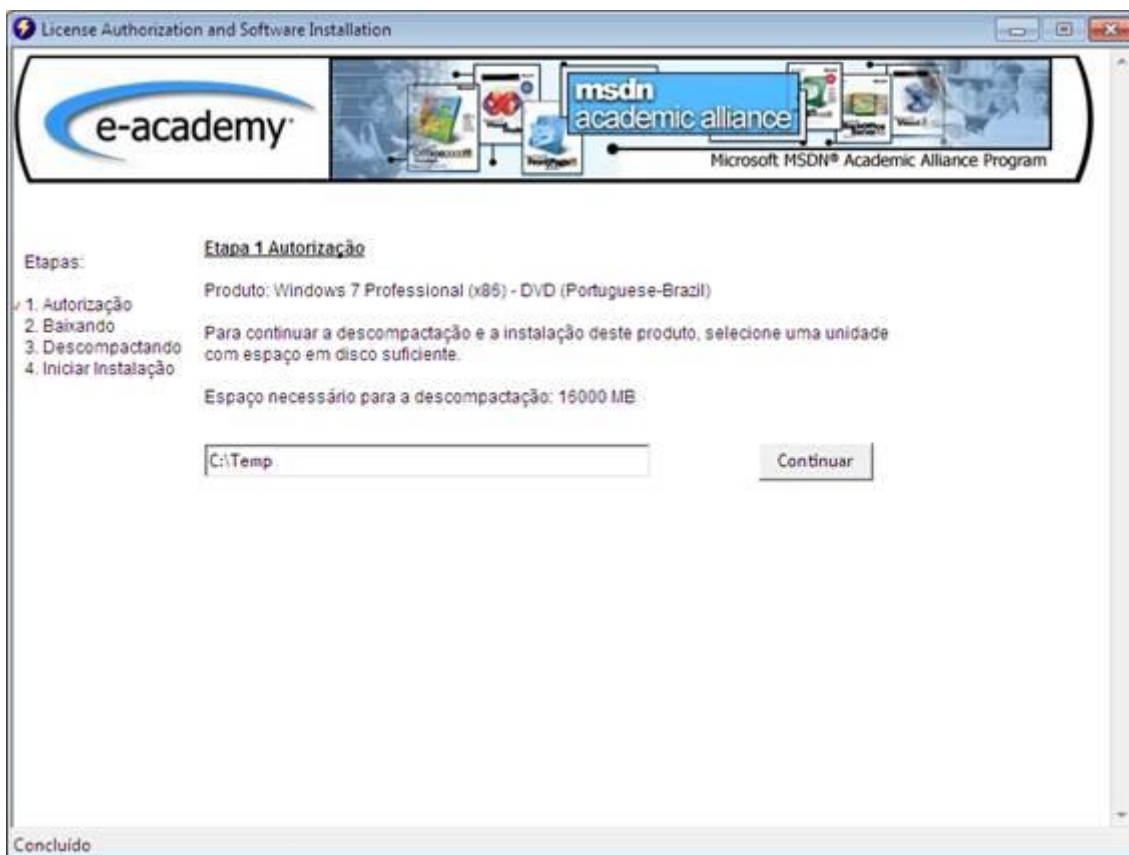 License Authorization and Software Installation
e-academy
msdn
academic alliance
Microsoft MSDN® Academic Alliance Program
Etapas:
1. Autorização
2. Baixando
3. Descompactando
4. Iniciar Instalação
Etapa 1 Autorização
Produto: Windows 7 Professional (x86) - DVD (Portuguese-Brazil)
Para continuar a descompactação e a instalação deste produto, selecione uma unidade
com espaço em disco suficiente.
Espaço necessário para a descompactação: 16000 MB
C:\Temp
Continuar
Concluído